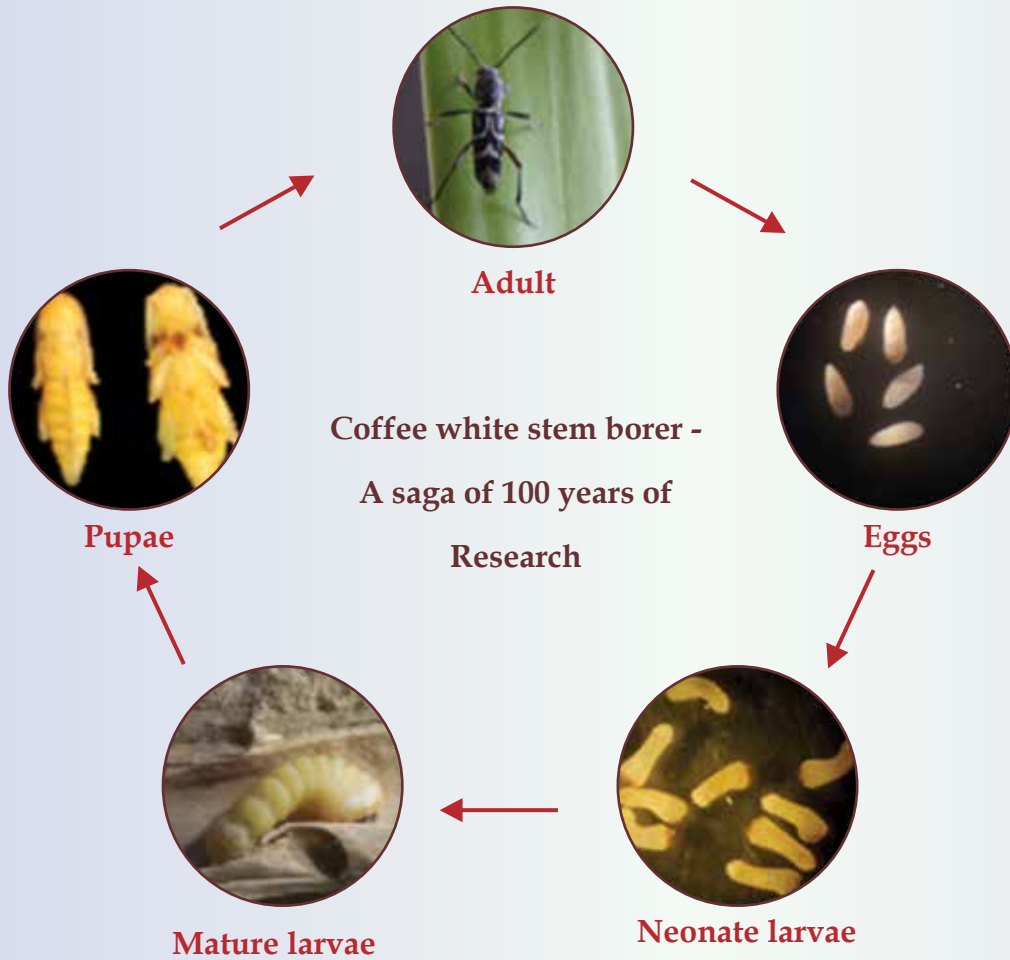 Adult
Eggs
Neonate larvae
Mature larvae
Pupae
Coffee white stem borer -
A saga of 100 years of
Research